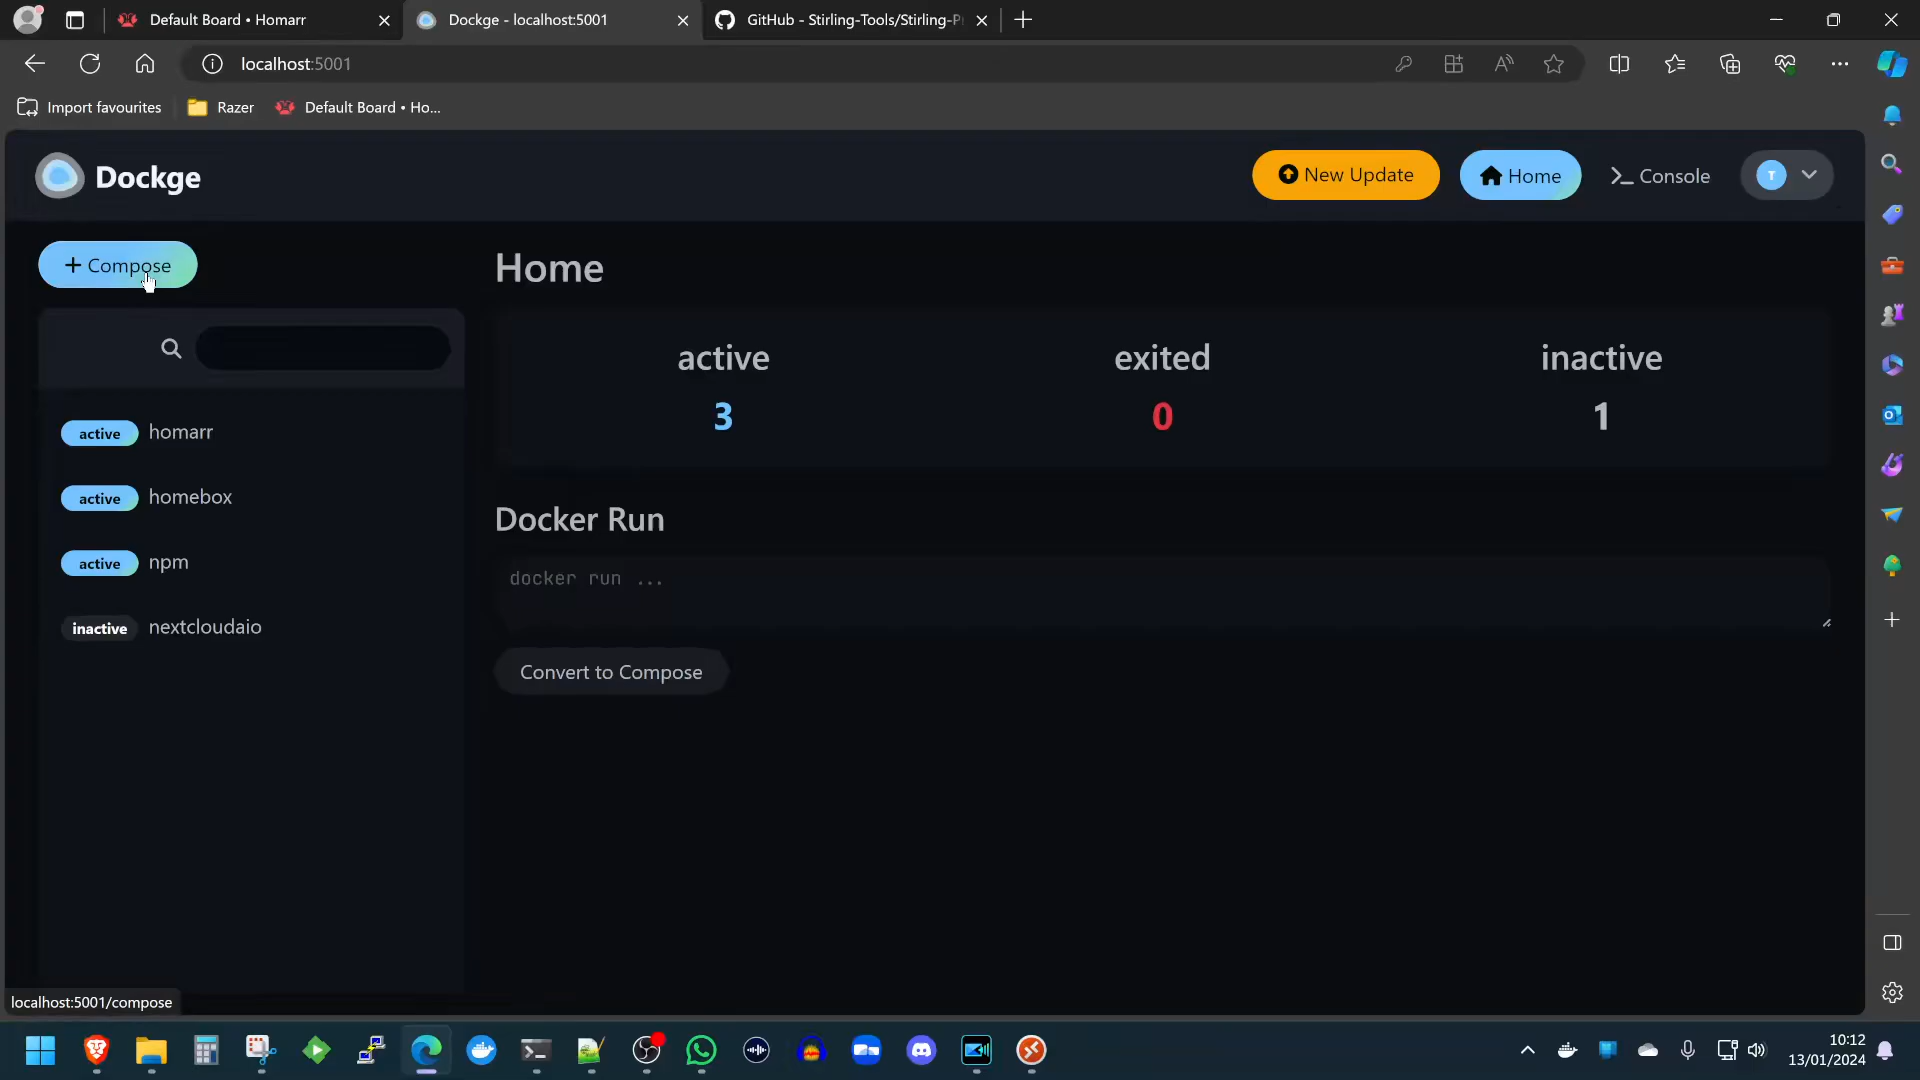 Default Board • Homarr
Dockge - localhost:5001
GitHub - Stirling-Tools/Stirling-P
localhost:5001
Import favourites
Razer
Default Board • Ho...
Dockge
New Update
Home
Console
T
+ Compose
Home
active
exited
inactive
3
0
1
active homarr
active homebox
active npm
inactive nextcloudaio
Docker Run
docker run ...
Convert to Compose
localhost:5001/compose
10:12
13/01/2024